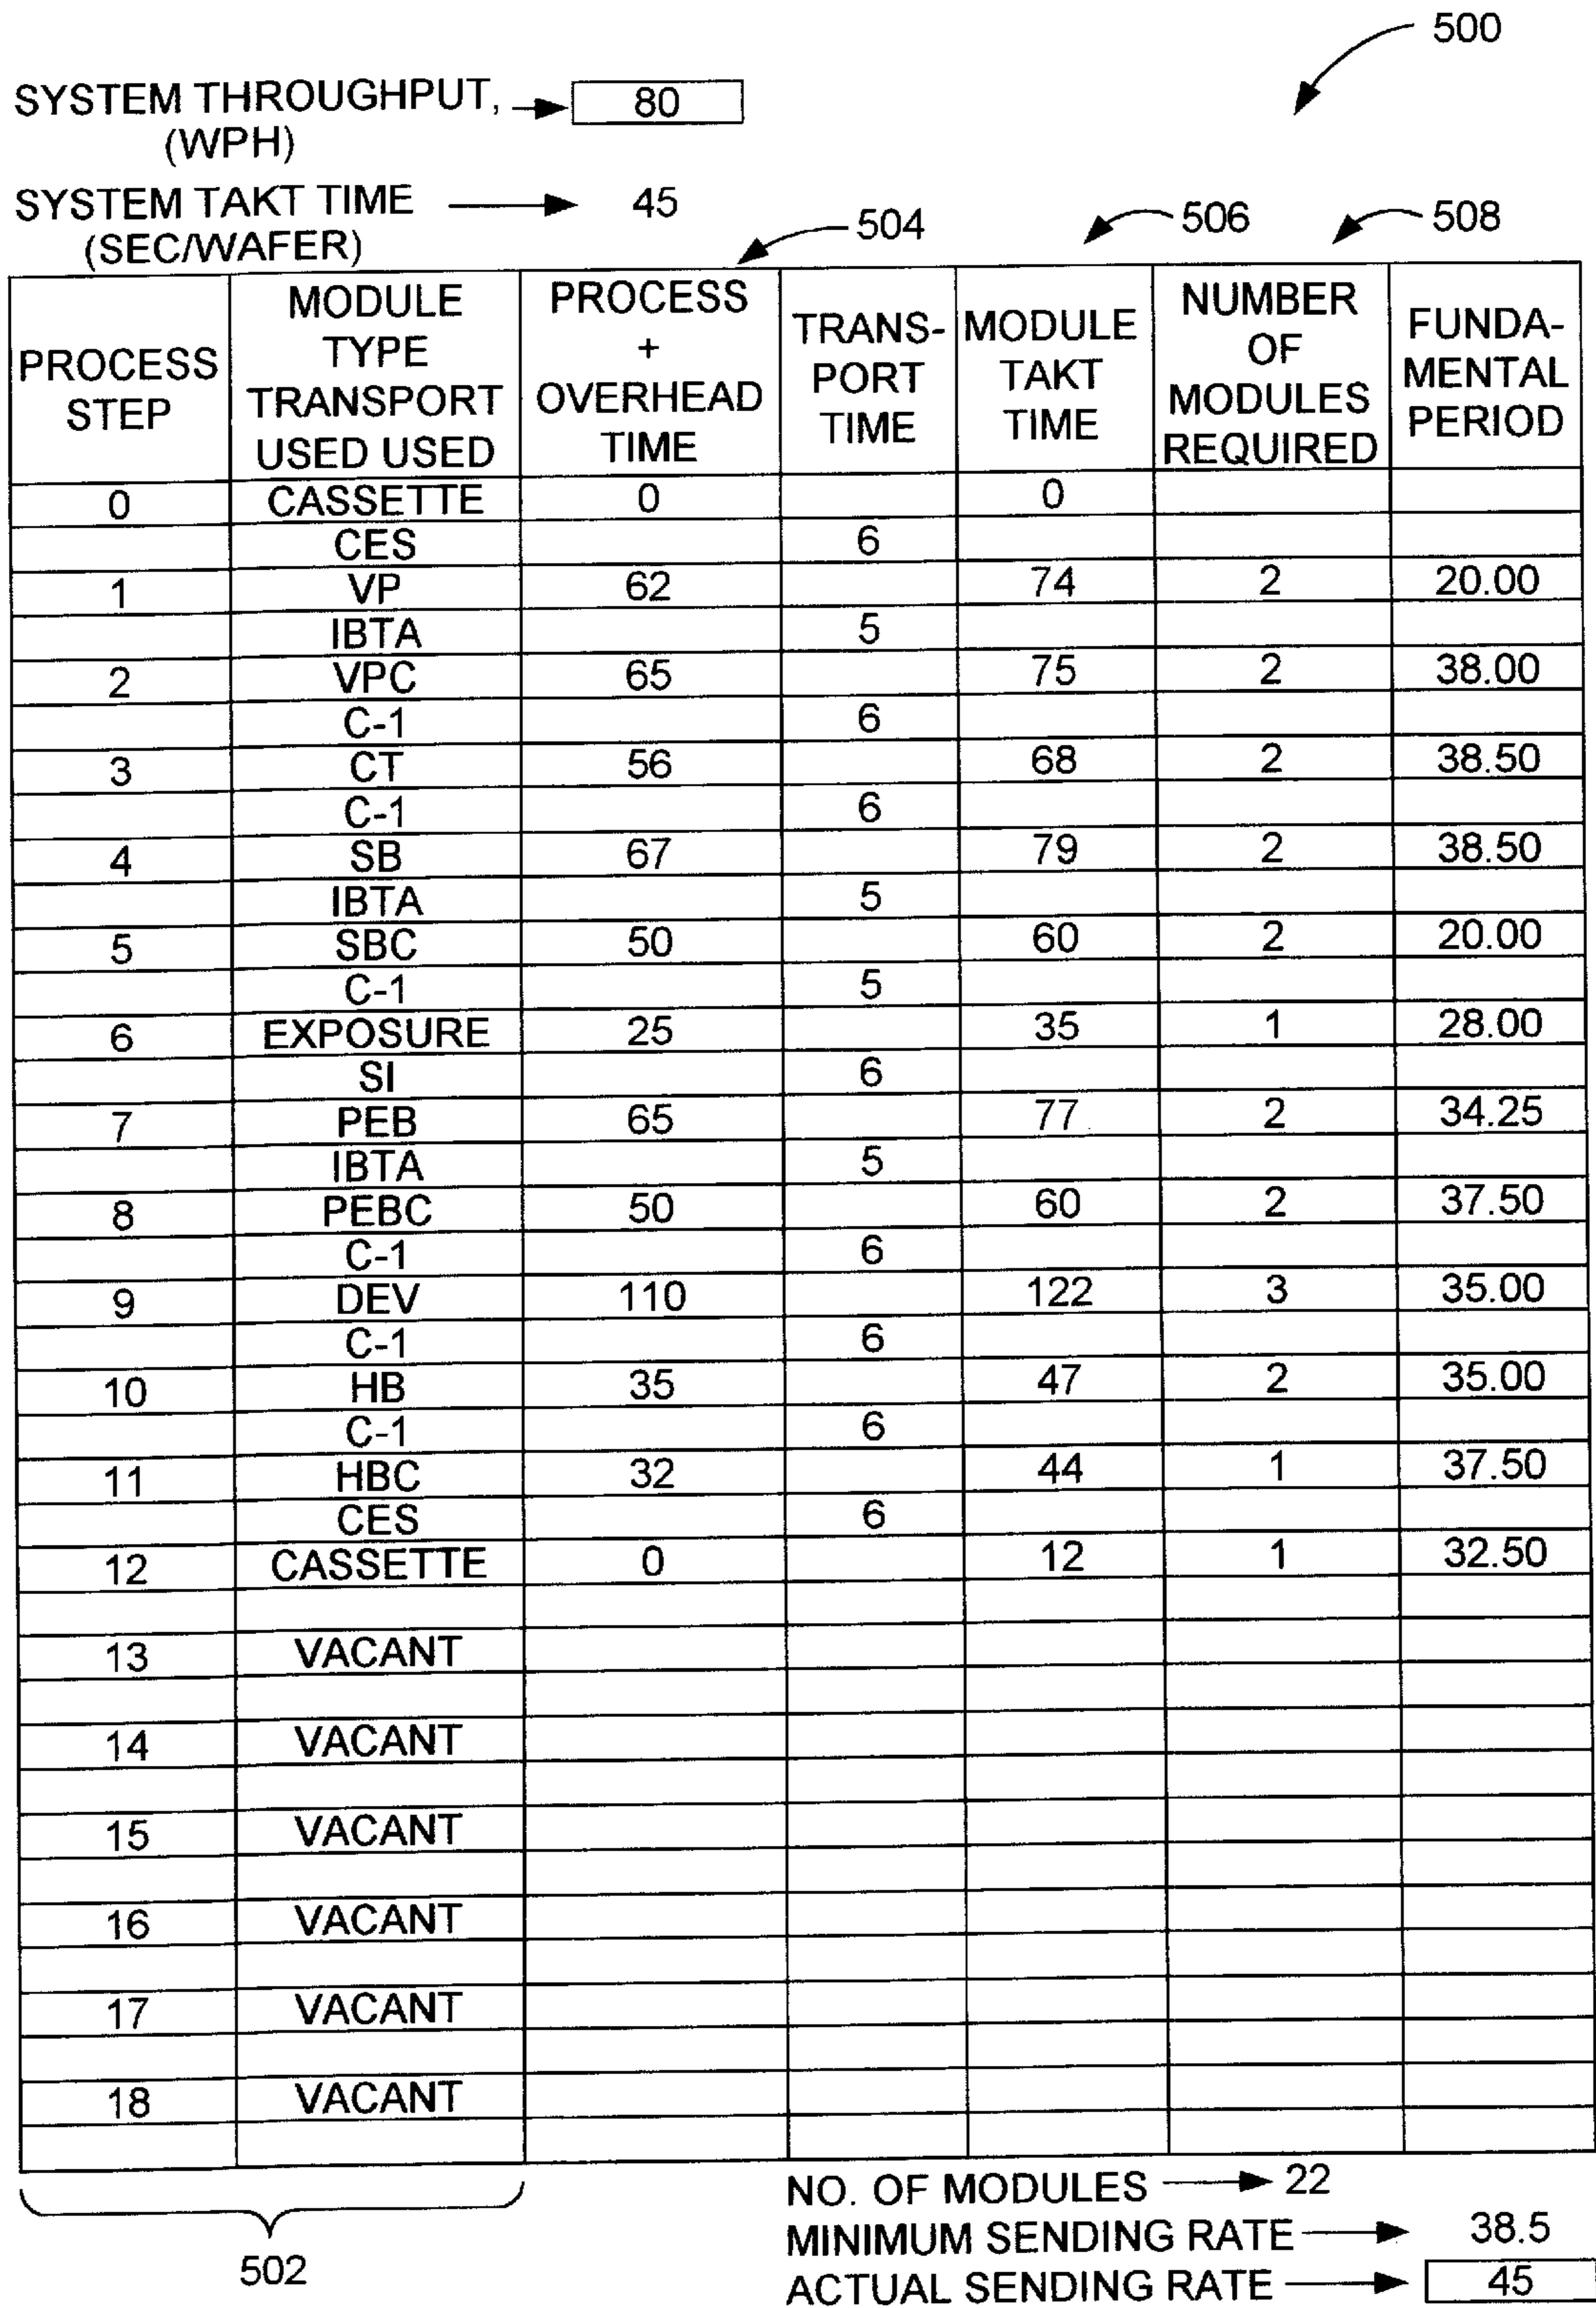 500
SYSTEM THROUGHPUT, 80
(WPH)
SYSTEM TAKT TIME 45
(SEC/WAFER)
504
506
508
PROCESS STEP | MODULE TYPE TRANSPORT USED USED | PROCESS + OVERHEAD TIME | TRANS-PORT TIME | MODULE TAKT TIME | NUMBER OF MODULES REQUIRED | FUNDA-MENTAL PERIOD
0 CASSETTE 0 0
CES 6
1 VP 62 74 2 20.00
IBTA 5
2 VPC 65 75 2 38.00
C-1 6
3 CT 56 68 2 38.50
C-1 6
4 SB 67 79 2 38.50
IBTA 5
5 SBC 50 60 2 20.00
C-1 5
6 EXPOSURE 25 35 1 28.00
SI 6
7 PEB 65 77 2 34.25
IBTA 5
8 PEBC 50 60 2 37.50
C-1 6
9 DEV 110 122 3 35.00
C-1 6
10 HB 35 47 2 35.00
C-1 6
11 HBC 32 44 1 37.50
CES 6
12 CASSETTE 0 12 1 32.50
13 VACANT
14 VACANT
15 VACANT
16 VACANT
17 VACANT
18 VACANT
502
NO. OF MODULES 22
MINIMUM SENDING RATE 38.5
ACTUAL SENDING RATE 45